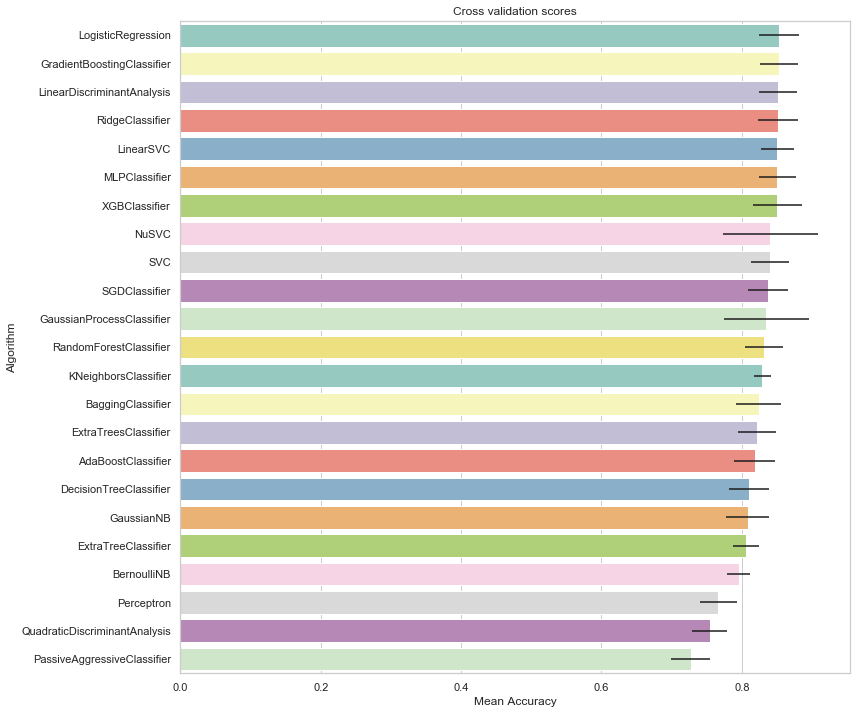 Cross validation scores
LogisticRegression
GradientBoostingClassifier
LinearDiscriminantAnalysis
RidgeClassifier
LinearSVC
MLPClassifier
XGBClassifier
NuSVC
SVC
SGDClassifier
GaussianProcessClassifier
RandomForestClassifier
KNeighborsClassifier
BaggingClassifier
ExtraTreesClassifier
AdaBoostClassifier
DecisionTreeClassifier
GaussianNB
ExtraTreeClassifier
BernoulliNB
Perceptron
QuadraticDiscriminantAnalysis
PassiveAggressiveClassifier
Algorithm
0.0 0.2 0.4 0.6 0.8
Mean Accuracy